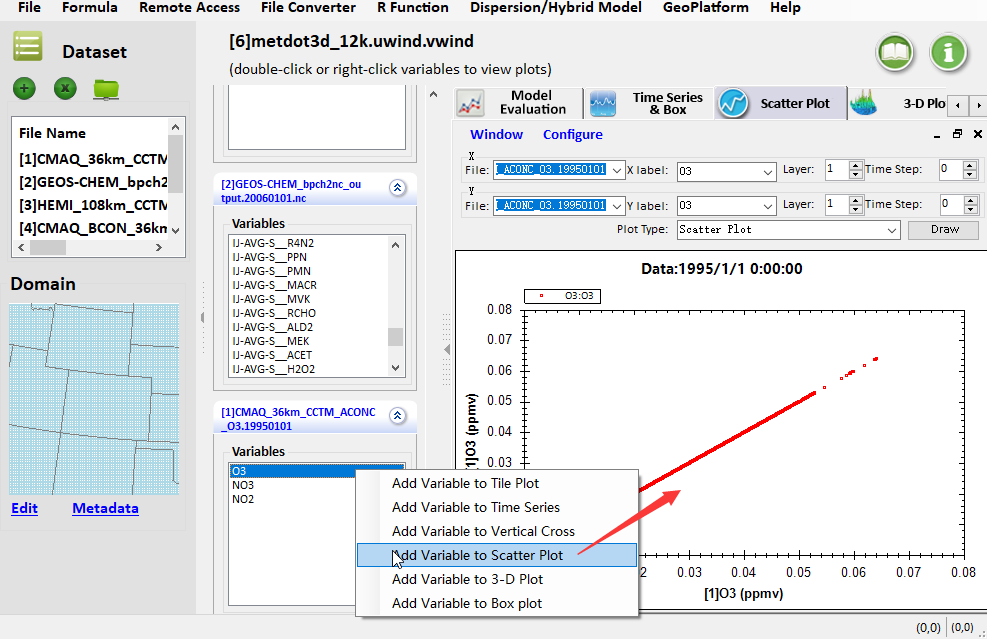 File Formula Remote Access File Converter R Function Dispersion/Hybrid Model GeoPlatform Help
Dataset
File Name
[1]CMAQ_36km_CCTM
[2]GEOS-CHEM_bpch2
[3]HEMI_108km_CCTM
[4]CMAQ_BCON_36km
Domain
Edit Metadata
[6]metdot3d_12k.uwind.vwind
(double-click or right-click variables to view plots)
[2]GEOS-CHEM_bpch2nc_ou
tput.20060101.nc
Variables
IJ-AVG-S__R4N2
IJ-AVG-S__PPN
IJ-AVG-S__PMN
IJ-AVG-S__MACR
IJ-AVG-S__MVK
IJ-AVG-S__RCHO
IJ-AVG-S__ALD2
IJ-AVG-S__MEK
IJ-AVG-S__ACET
IJ-AVG-S__H2O2
[1]CMAQ_36km_CCTM_ACONC
_O3.19950101
Variables
O3
NO3
NO2
Add Variable to Tile Plot
Add Variable to Time Series
Add Variable to Vertical Cross
Add Variable to Scatter Plot
Add Variable to 3-D Plot
Add Variable to Box plot
Model
Evaluation
Time Series
& Box
Scatter Plot
3-D Plo
Window Configure
X
File: _ACONC_O3.19950101 X label: O3 Layer: 1 Time Step: 0
Y
File: _ACONC_O3.19950101 Y label: O3 Layer: 1 Time Step: 0
Plot Type: Scatter Plot Draw
Data:1995/1/1 0:00:00
O3:O3
0.08
0.07
0.06
0.05
0.04
0.03
[1]O3 (ppmv)
2 0.03 0.04 0.05 0.06 0.07 0.08
[1]O3 (ppmv)
(0,0) (0,0)